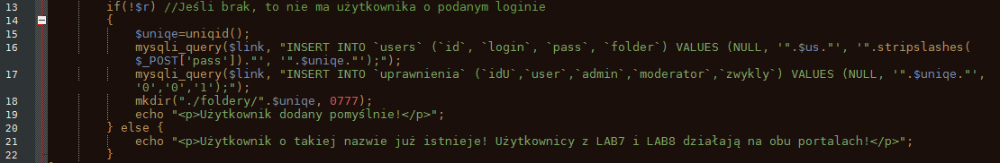 13 if(!$r) //Jeśli brak, to nie ma użytkownika o podanym loginie
14 {
15 $uniqe=uniqid();
16 mysqli_query($link, "INSERT INTO `users` (`id`, `login`, `pass`, `folder`) VALUES (NULL, '".$us."', '".stripslashes(
$_POST['pass'])."', '".$uniqe."');");
17 mysqli_query($link, "INSERT INTO `uprawnienia` (`idU`,`user`,`admin`,`moderator`,`zwykly`) VALUES (NULL, '".$uniqe."',
'0','0','1');");
18 mkdir("./foldery/".$uniqe, 0777);
19 echo "<p>Użytkownik dodany pomyślnie!</p>";
20 } else {
21 echo "<p>Użytkownik o takiej nazwie już istnieje! Użytkownicy z LAB7 i LAB8 działają na obu portalach!</p>";
22 }